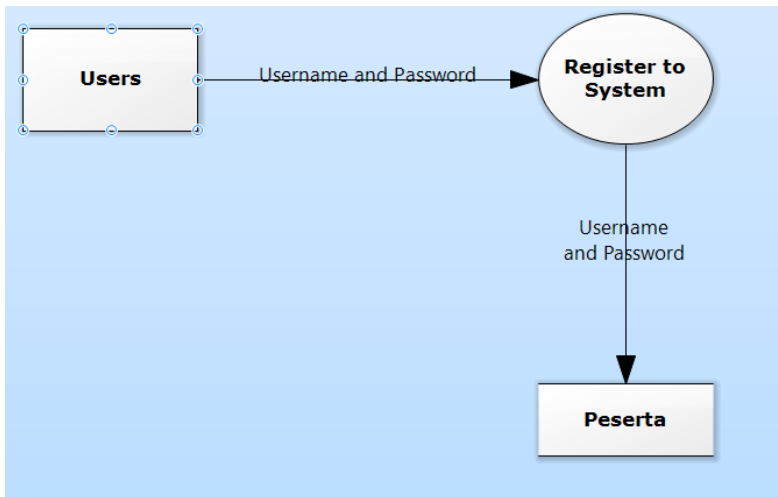 Users
Username and Password
Register to
System
Username
and Password
Peserta